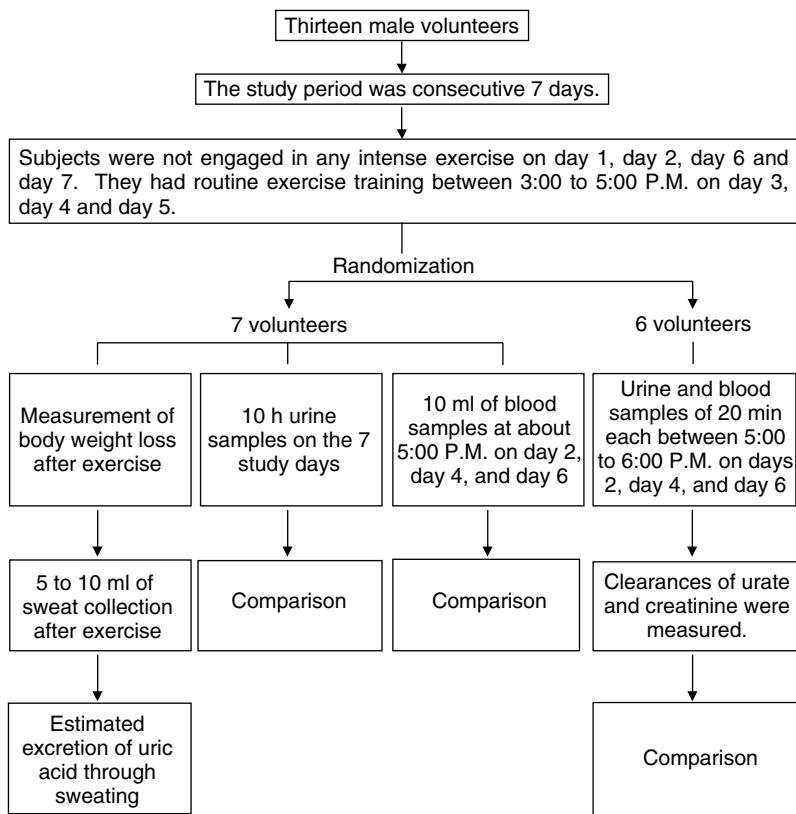 Thirteen male volunteers
The study period was consecutive 7 days.
Subjects were not engaged in any intense exercise on day 1, day 2, day 6 and
day 7. They had routine exercise training between 3:00 to 5:00 P.M. on day 3,
day 4 and day 5.
Randomization
7 volunteers
6 volunteers
Measurement of
body weight loss
after exercise
10 h urine
samples on the 7
study days
10 ml of blood
samples at about
5:00 P.M. on day 2,
day 4, and day 6
Urine and blood
samples of 20 min
each between 5:00
to 6:00 P.M. on days
2, day 4, and day 6
5 to 10 ml of
sweat collection
after exercise
Comparison
Comparison
Clearances of urate
and creatinine were
measured.
Estimated
excretion of uric
acid through
sweating
Comparison